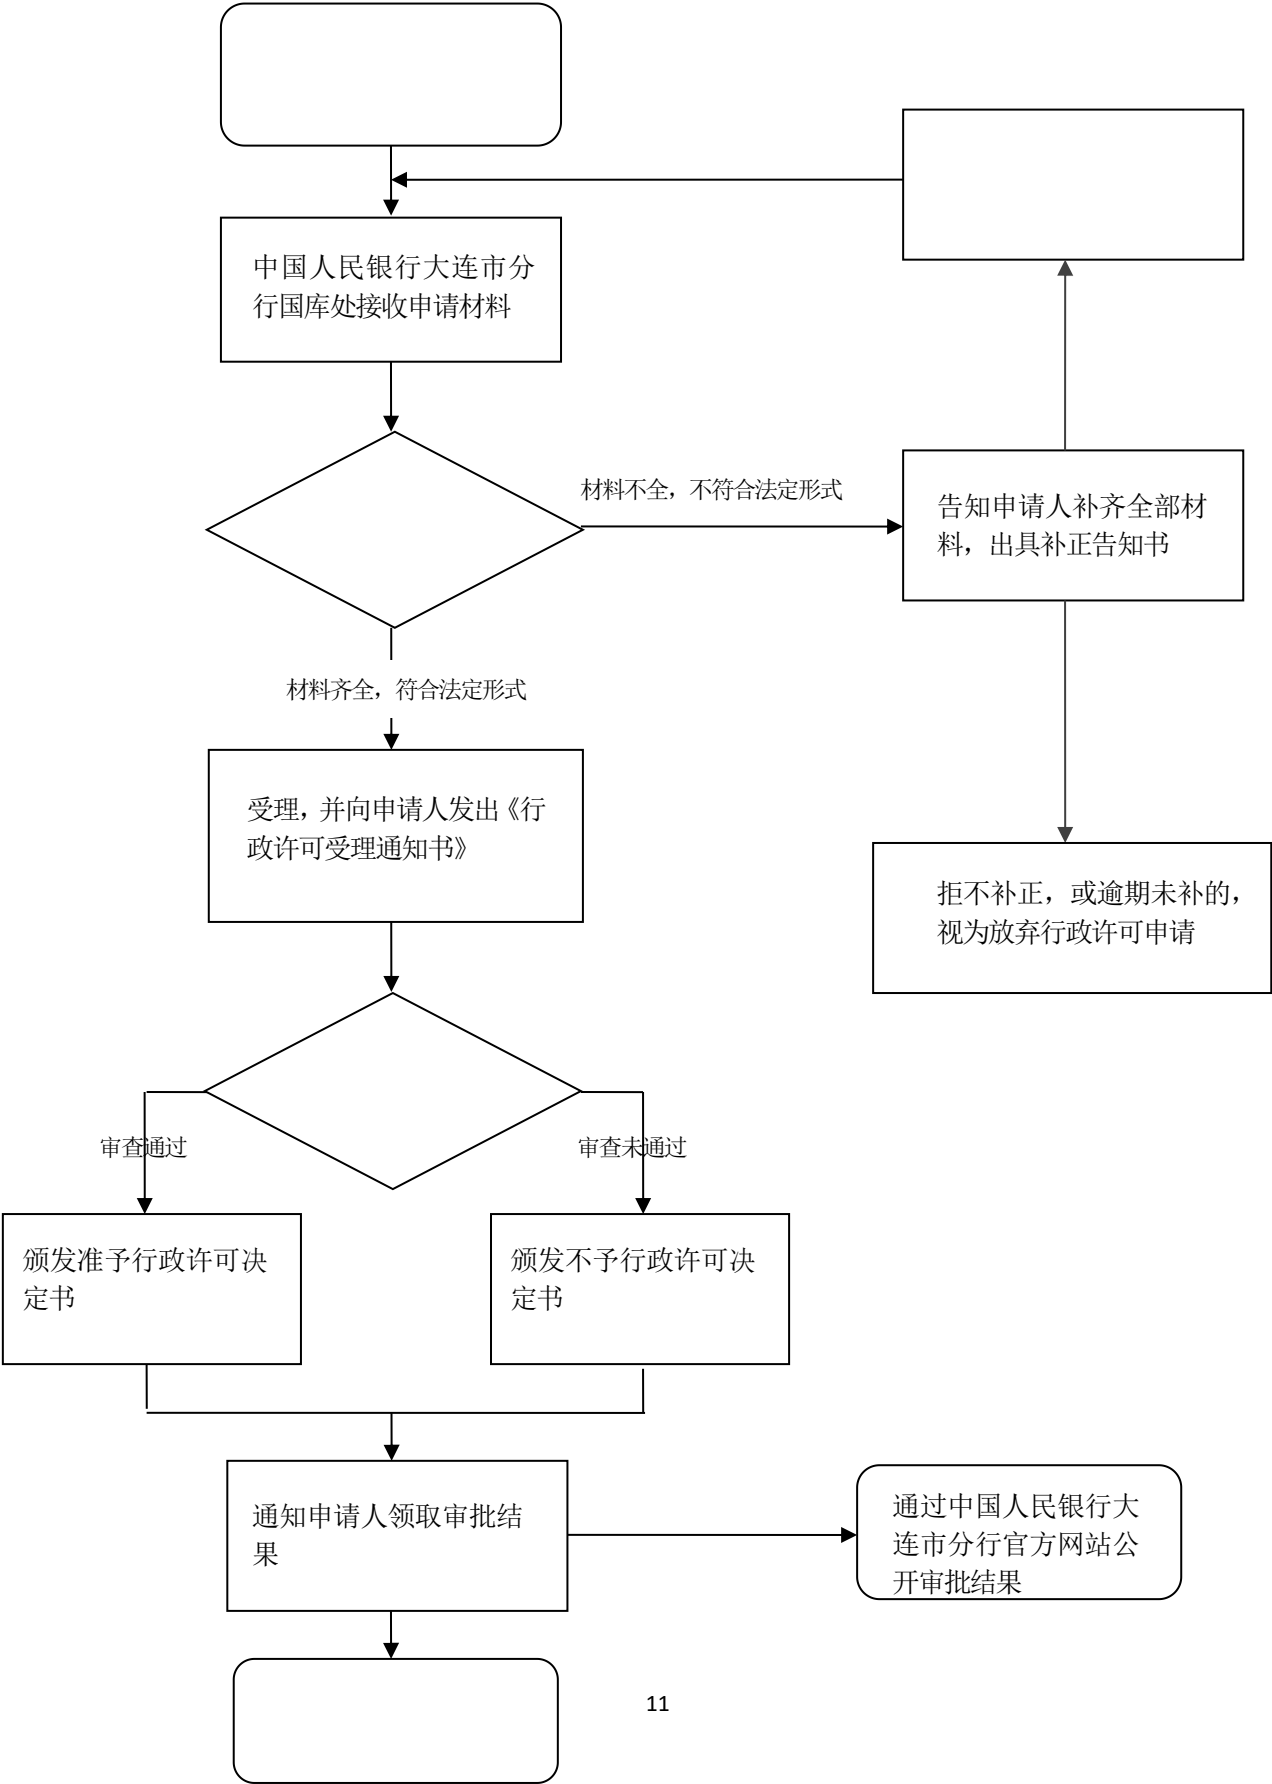 中国人民银行大连市分
行国库处接收申请材料
材料不全，不符合法定形式
告知申请人补齐全部材
料，出具补正告知书
材料齐全，符合法定形式
受理，并向申请人发出《行
政许可受理通知书》
拒不补正，或逾期未补的，
视为放弃行政许可申请
审查通过
审查未通过
颁发准予行政许可决
定书
颁发不予行政许可决
定书
通知申请人领取审批结
果
通过中国人民银行大
连市分行官方网站公
开审批结果
11